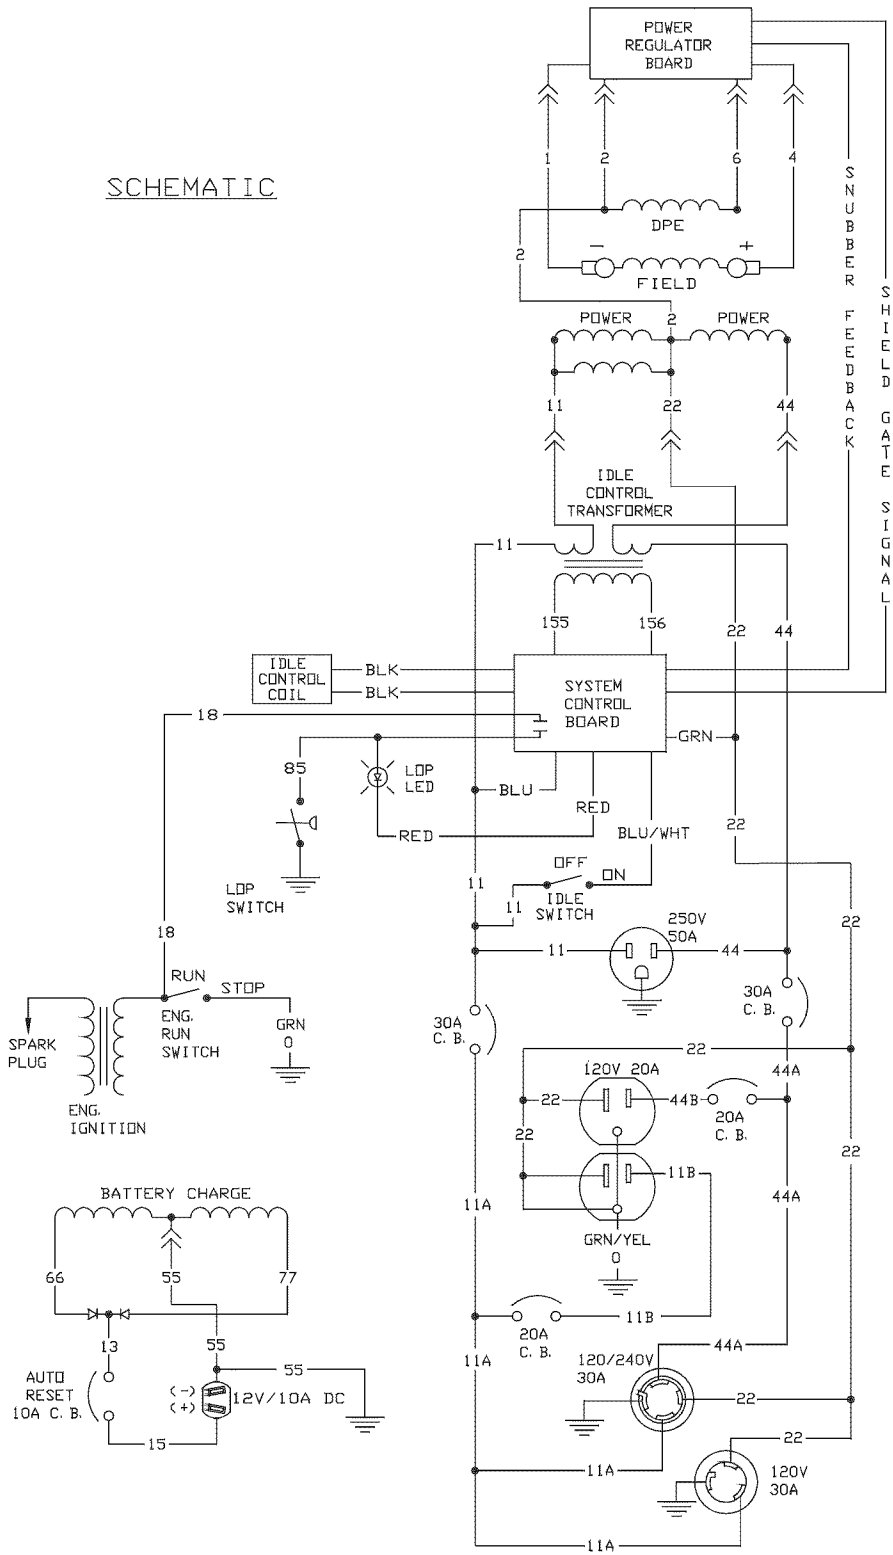 POWER
REGULATOR
BOARD
1
2
6
4
SCHEMATIC
DPE
2
-
+
FIELD
SNUBBER FEEDBACK
SHIELD GATE SIGNAL
POWER
2
POWER
11
22
44
IDLE
CONTROL
TRANSFORMER
11
155
156
22
44
IDLE
CONTROL
COIL
BLK
BLK
SYSTEM
CONTROL
BOARD
18
GRN
85
LOP
LED
BLU
RED
RED
BLU/WHT
22
LOP
SWITCH
OFF
ON
IDLE
SWITCH
11
11
22
18
250V
50A
11
44
RUN
STOP
30A
C. B.
30A
C. B.
SPARK
PLUG
ENG.
RUN
SWITCH
GRN
0
ENG.
IGNITION
22
120V 20A
44A
22
44B
20A
C. B.
22
22
11B
11A
44A
GRN/YEL
0
BATTERY CHARGE
66
55
77
11B
20A
C. B.
13
55
55
11A
44A
120/240V
30A
AUTO
RESET
10A C. B.
(-)
(+)
12V/10A DC
22
15
22
11A
120V
30A
11A